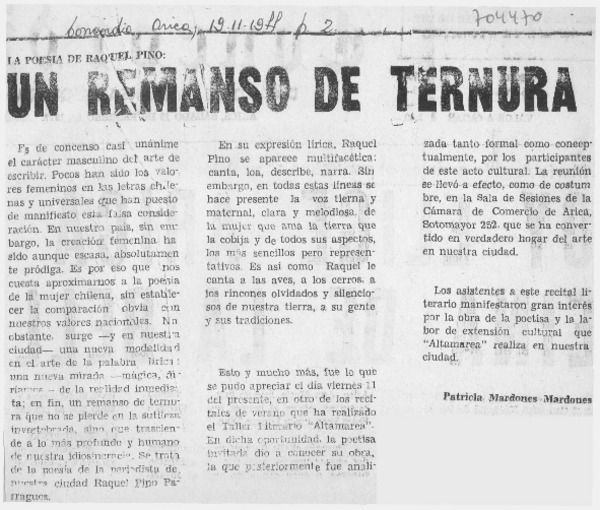 Concordia, Arica, 19-11-1977 p. 2.
704470
LA POESIA DE RAQUEL PINO:
UN REMANSO DE TERNURA
Es de concenso casi unánime
el carácter masculino del arte de
escribir. Pocos han sido los valo-
res femeninos en las letras chile-
nas y universales que han puesto
de manifiesto esta falsa conside-
ración. En nuestro país, sin em-
bargo, la creación femenina ha
sido aunque escasa, absolutamen-
te pródiga. Es por eso que nos
cuesta aproximarnos a la poesía
de la mujer chilena, sin estable-
cer la comparación obvia con
nuestros valores nacionales. No
obstante, surge —y en nuestra
ciudad— una nueva modalidad
en el arte de la palabra lírica:
una nueva mirada —mágica, di-
ríamos— de la realidad inmedia-
ta; en fin, un remanso de ternu-
ra que no se pierde en la sutileza
invertebrada, sino que trascien-
de a lo más profundo y humano
de nuestra idiosincracia. Se trata
de la poesía de la periodista de
nuestra ciudad Raquel Pino Pa-
rragues.
En su expresión lírica, Raquel
Pino se aparece multifacética:
canta, loa, describe, narra. Sin
embargo, en todas estas líneas se
hace presente la voz tierna y
maternal, clara y melodiosa, de
la mujer que ama la tierra que
la cobija y de todos sus aspectos,
los más sencillos pero represen-
tativos. Es así como Raquel le
canta a las aves, a los cerros, a
los rincones olvidados y silencio-
sos de nuestra tierra, a su gente
y sus tradiciones.
Esto y mucho más, fue lo que
se pudo apreciar el día viernes 11
del presente, en otro de los reci-
tales de verano que ha realizado
el Taller Literario "Altamarea".
En dicha oportunidad, la poetisa
invitada dio a conocer su obra,
la que posteriormente fue anali-
zada tanto formal como concep-
tualmente, por los participantes
de este acto cultural. La reunión
se llevó a efecto, como de costum
bre, en la Sala de Sesiones de la
Cámara de Comercio de Arica,
Sotomayor 252, que se ha conver-
tido en verdadero hogar del arte
en nuestra ciudad.
Los asistentes a este recital li-
terario manifestaron gran interés
por la obra de la poetisa y la la-
bor de extensión cultural que
"Altamarea" realiza en nuestra
ciudad.
Patricia Mardones Mardones